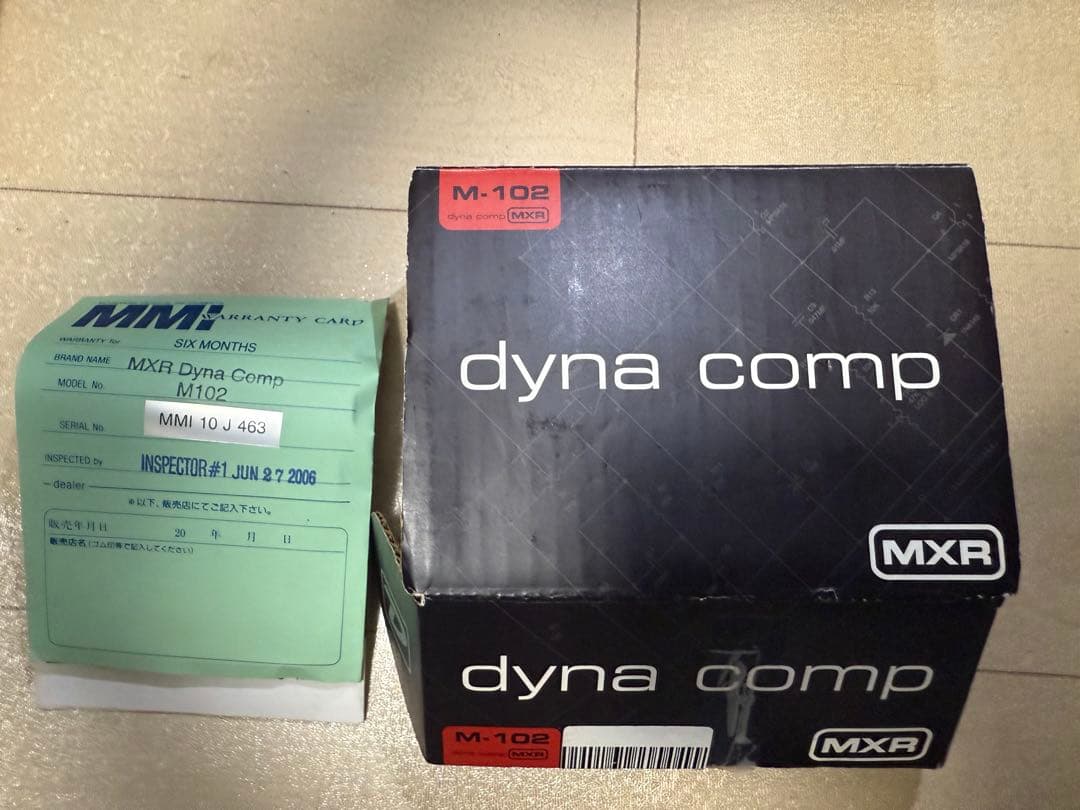 MMI WARRANTY CARD
WARRANTY for SIX MONTHS
BRAND NAME MXR Dyna Comp
MODEL No. M102
SERIAL No. MMI 10 J 463
INSPECTED by INSPECTOR#1 JUN 27 2006
dealer
※以下、販売店にてご記入下さい。
販売年月日 20 年 月 日
販売店名(ゴム印等で記入してください)
M-102
dyna comp MXR
dyna comp
MXR
dyna comp
M-102
dyna comp MXR
MXR